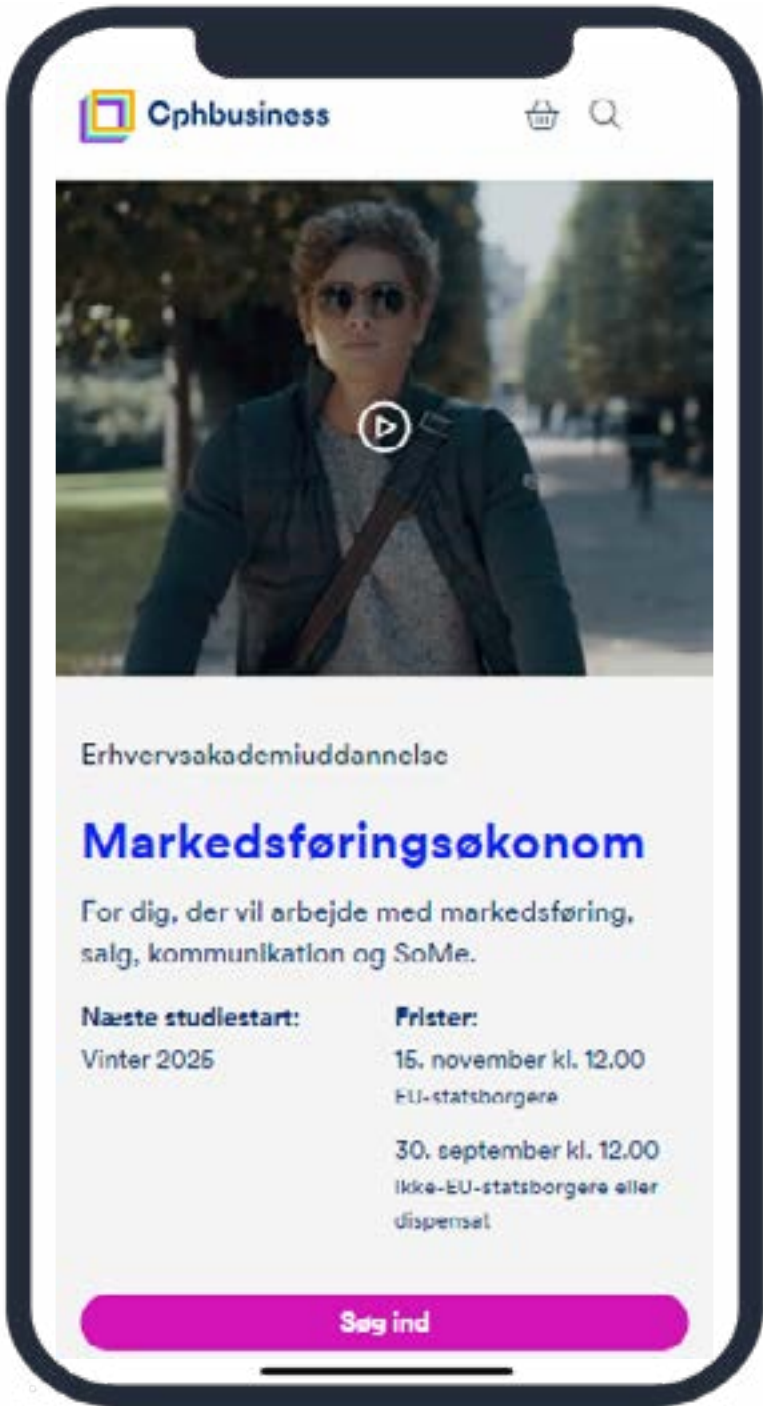 Cphbusiness
Erhvervsakademiuddannelse
Markedsføringsøkonom
For dig, der vil arbejde med markedsføring,
salg, kommunikation og SoMe.
Næste studiestart:
Vinter 2025
Frister:
15. november kl. 12.00
EU-statsborgere
30. september kl. 12.00
Ikke-EU-statsborgere eller
dispensat
Søg ind